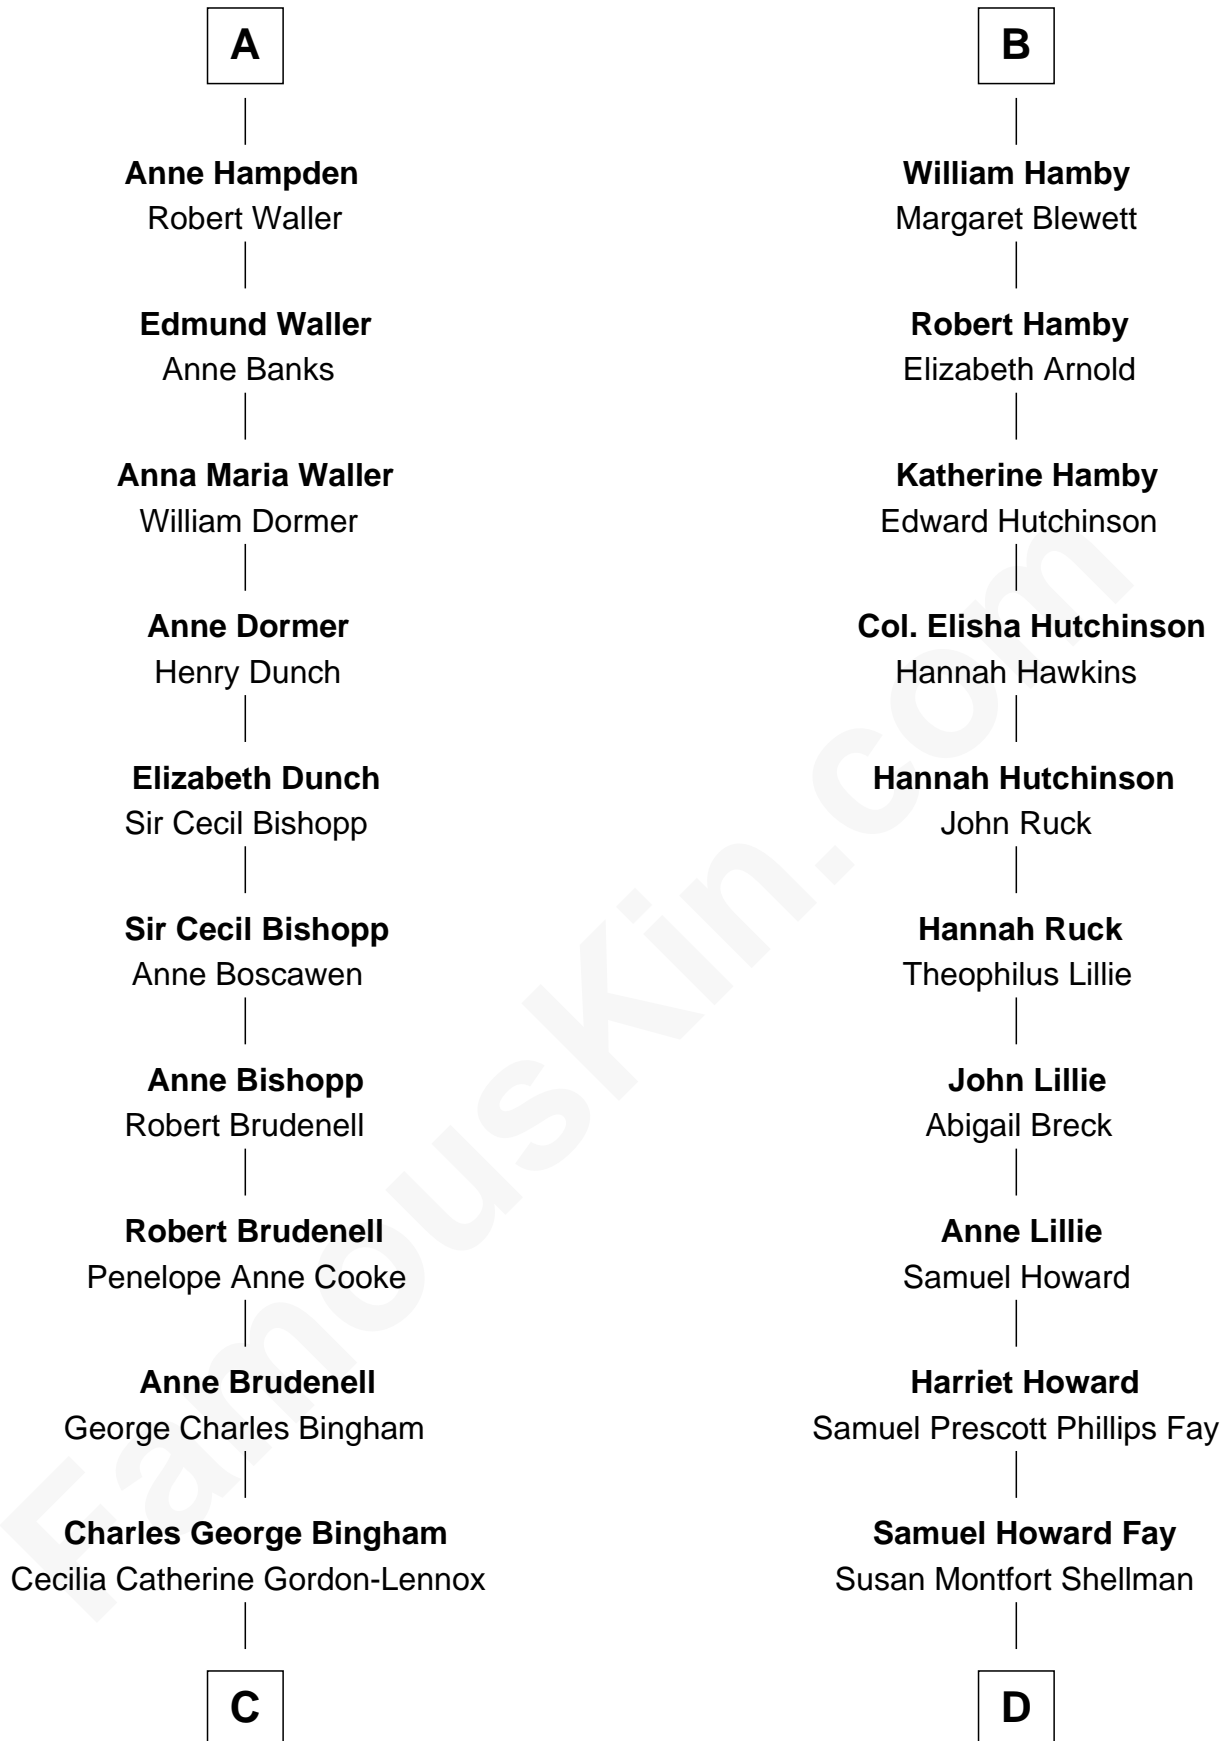 A
Anne Hampden
Robert Waller
Edmund Waller
Anne Banks
Anna Maria Waller
William Dormer
Anne Dormer
Henry Dunch
Elizabeth Dunch
Sir Cecil Bishopp
Sir Cecil Bishopp
Anne Boscawen
Anne Bishopp
Robert Brudenell
Robert Brudenell
Penelope Anne Cooke
Anne Brudenell
George Charles Bingham
Charles George Bingham
Cecilia Catherine Gordon-Lennox
C
B
William Hamby
Margaret Blewett
Robert Hamby
Elizabeth Arnold
Katherine Hamby
Edward Hutchinson
Col. Elisha Hutchinson
Hannah Hawkins
Hannah Hutchinson
John Ruck
Hannah Ruck
Theophilus Lillie
John Lillie
Abigail Breck
Anne Lillie
Samuel Howard
Harriet Howard
Samuel Prescott Phillips Fay
Samuel Howard Fay
Susan Montfort Shellman
D
FamousKin.com